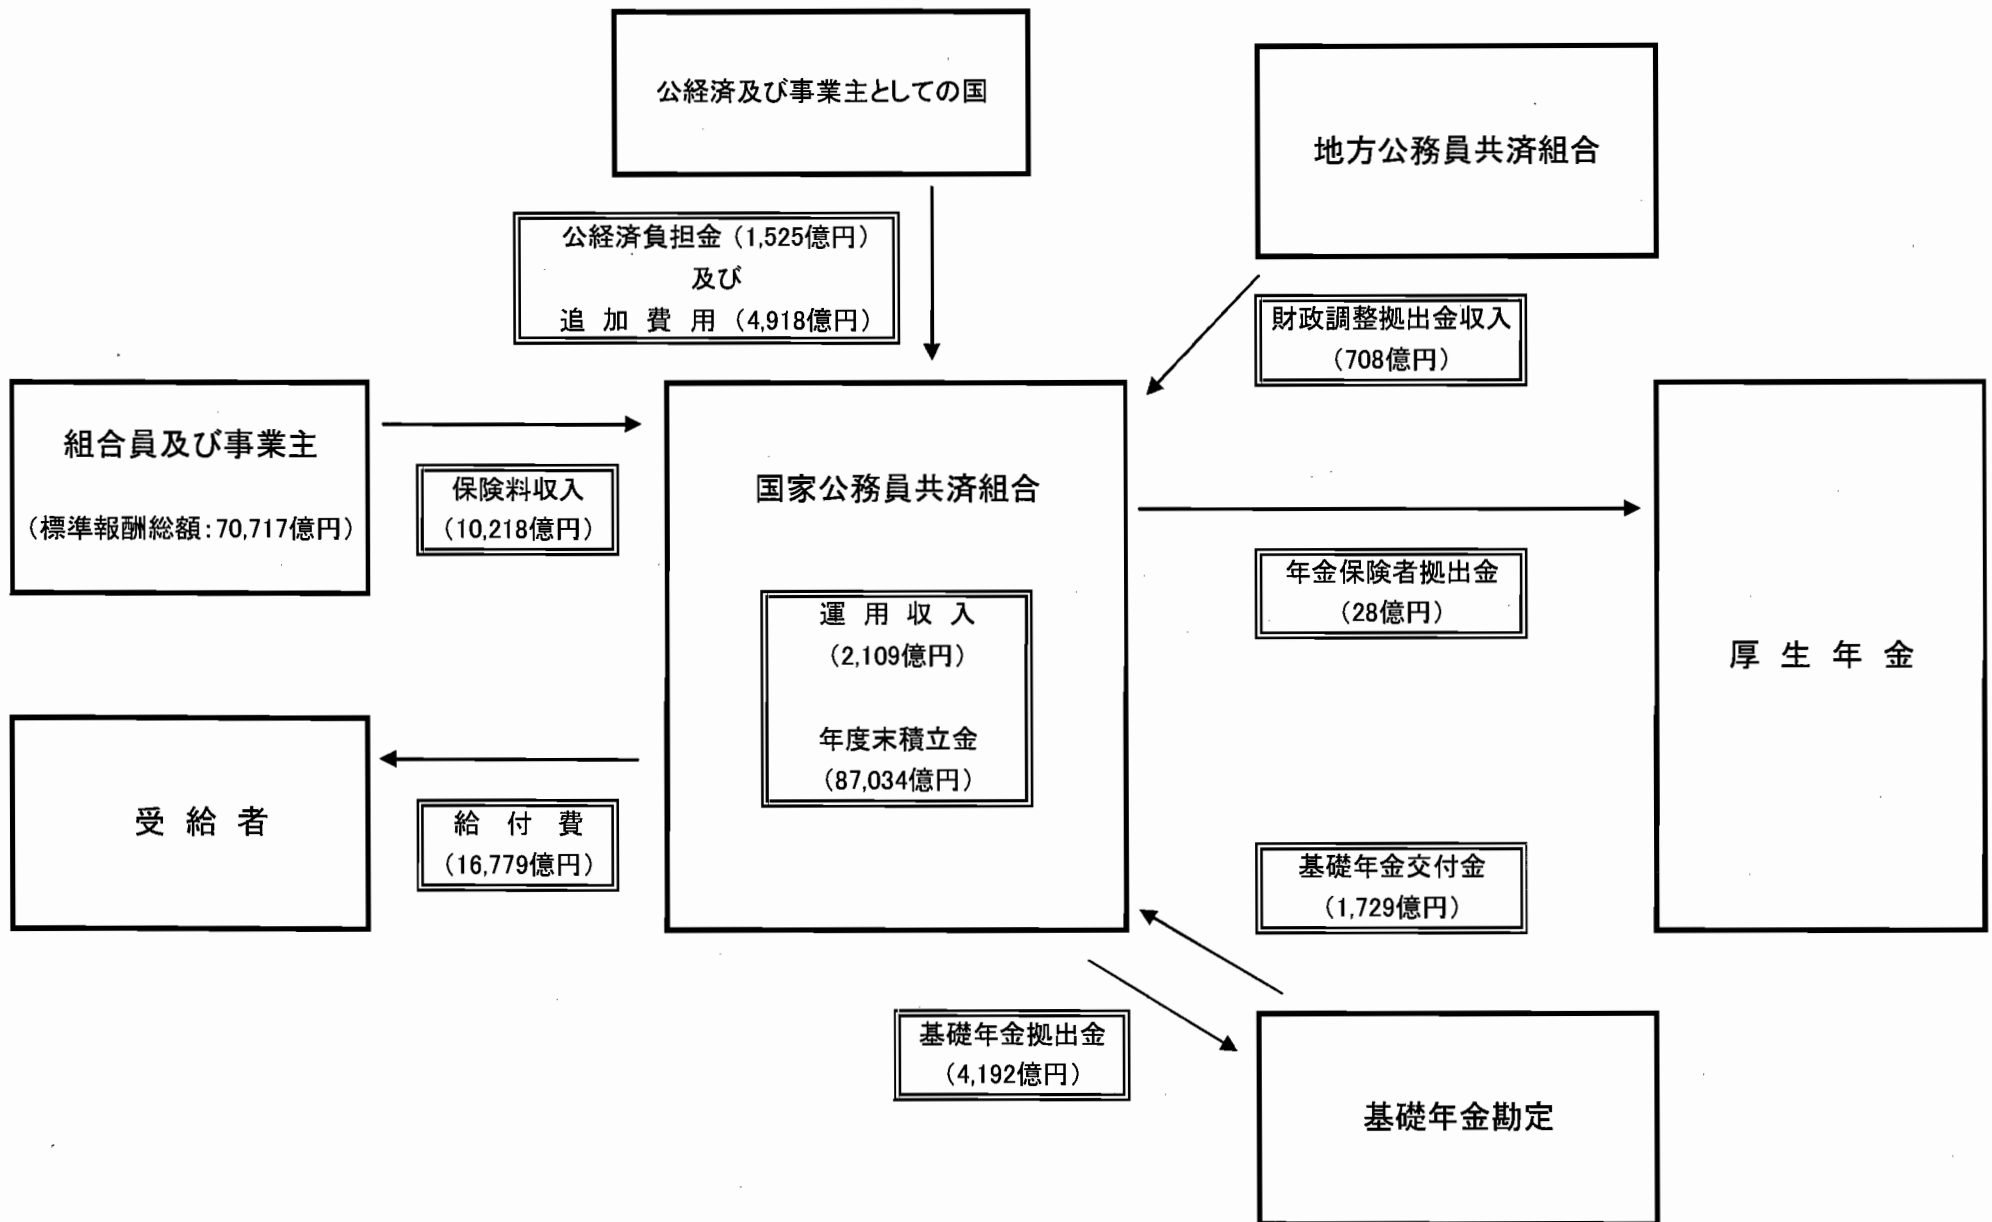 公経済及び事業主としての国
地方公務員共済組合
公経済負担金（1,525億円）
及び
追 加 費 用（4,918億円）
財政調整拠出金収入
（708億円）
組合員及び事業主
（標準報酬総額：70,717億円）
保険料収入
（10,218億円）
国家公務員共済組合
年金保険者拠出金
（28億円）
運 用 収 入
（2,109億円）
年度末積立金
（87,034億円）
厚 生 年 金
受 給 者
給 付 費
（16,779億円）
基礎年金交付金
（1,729億円）
基礎年金拠出金
（4,192億円）
基礎年金勘定